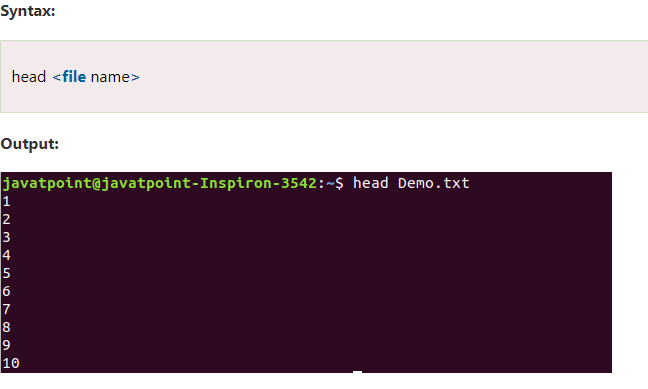 Syntax:
head <file name>
Output:
javatpoint@javatpoint-Inspiron-3542:~$ head Demo.txt
1
2
3
4
5
6
7
8
9
10